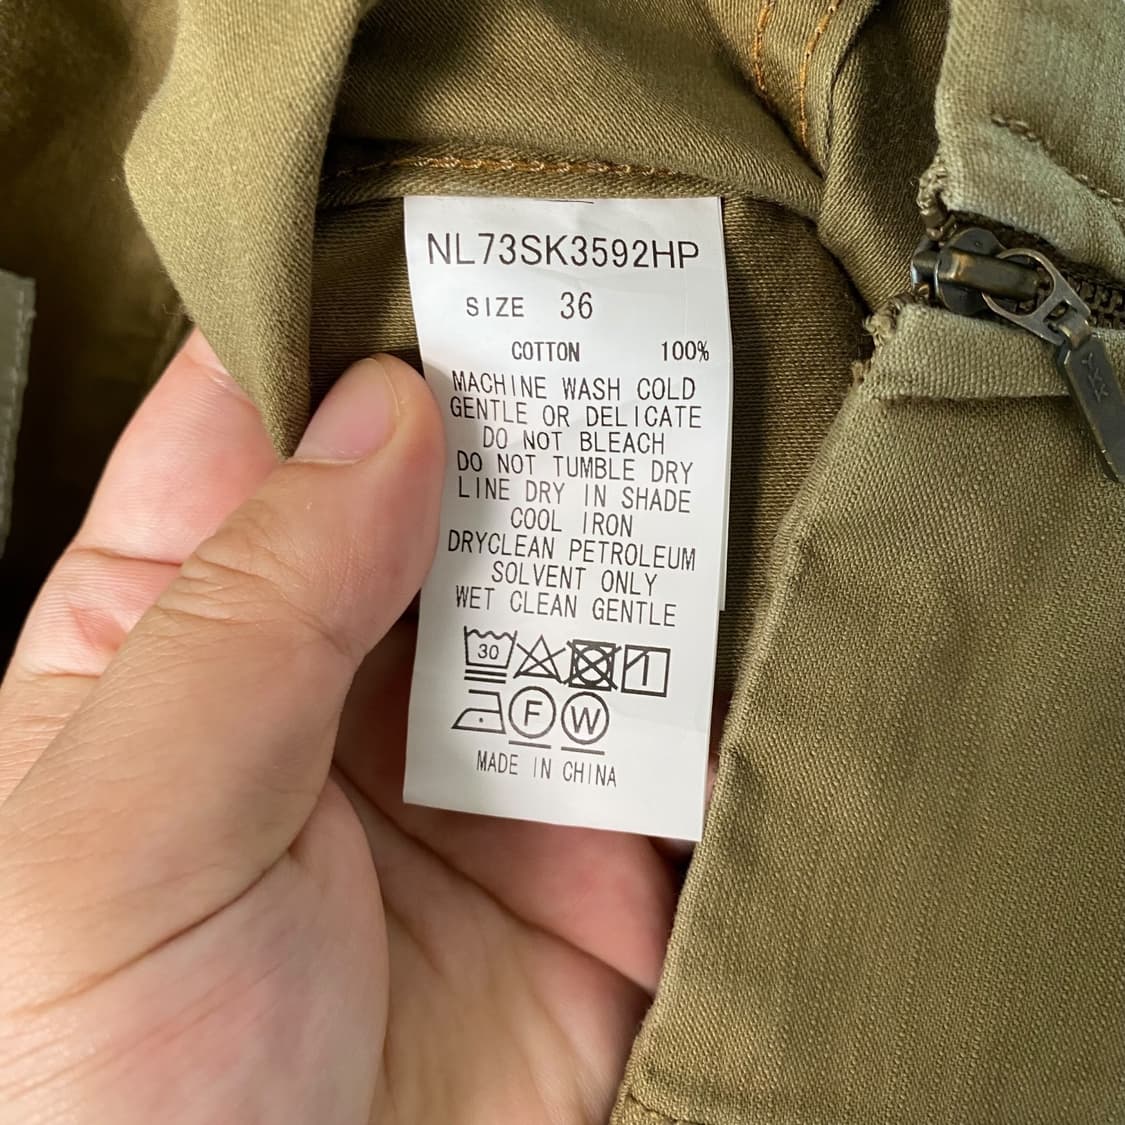 NL73SK3592HP
SIZE 36
COTTON 100%
MACHINE WASH COLD
GENTLE OR DELICATE
DO NOT BLEACH
DO NOT TUMBLE DRY
LINE DRY IN SHADE
COOL IRON
DRYCLEAN PETROLEUM
SOLVENT ONLY
WET CLEAN GENTLE
30
F W
MADE IN CHINA
YKK